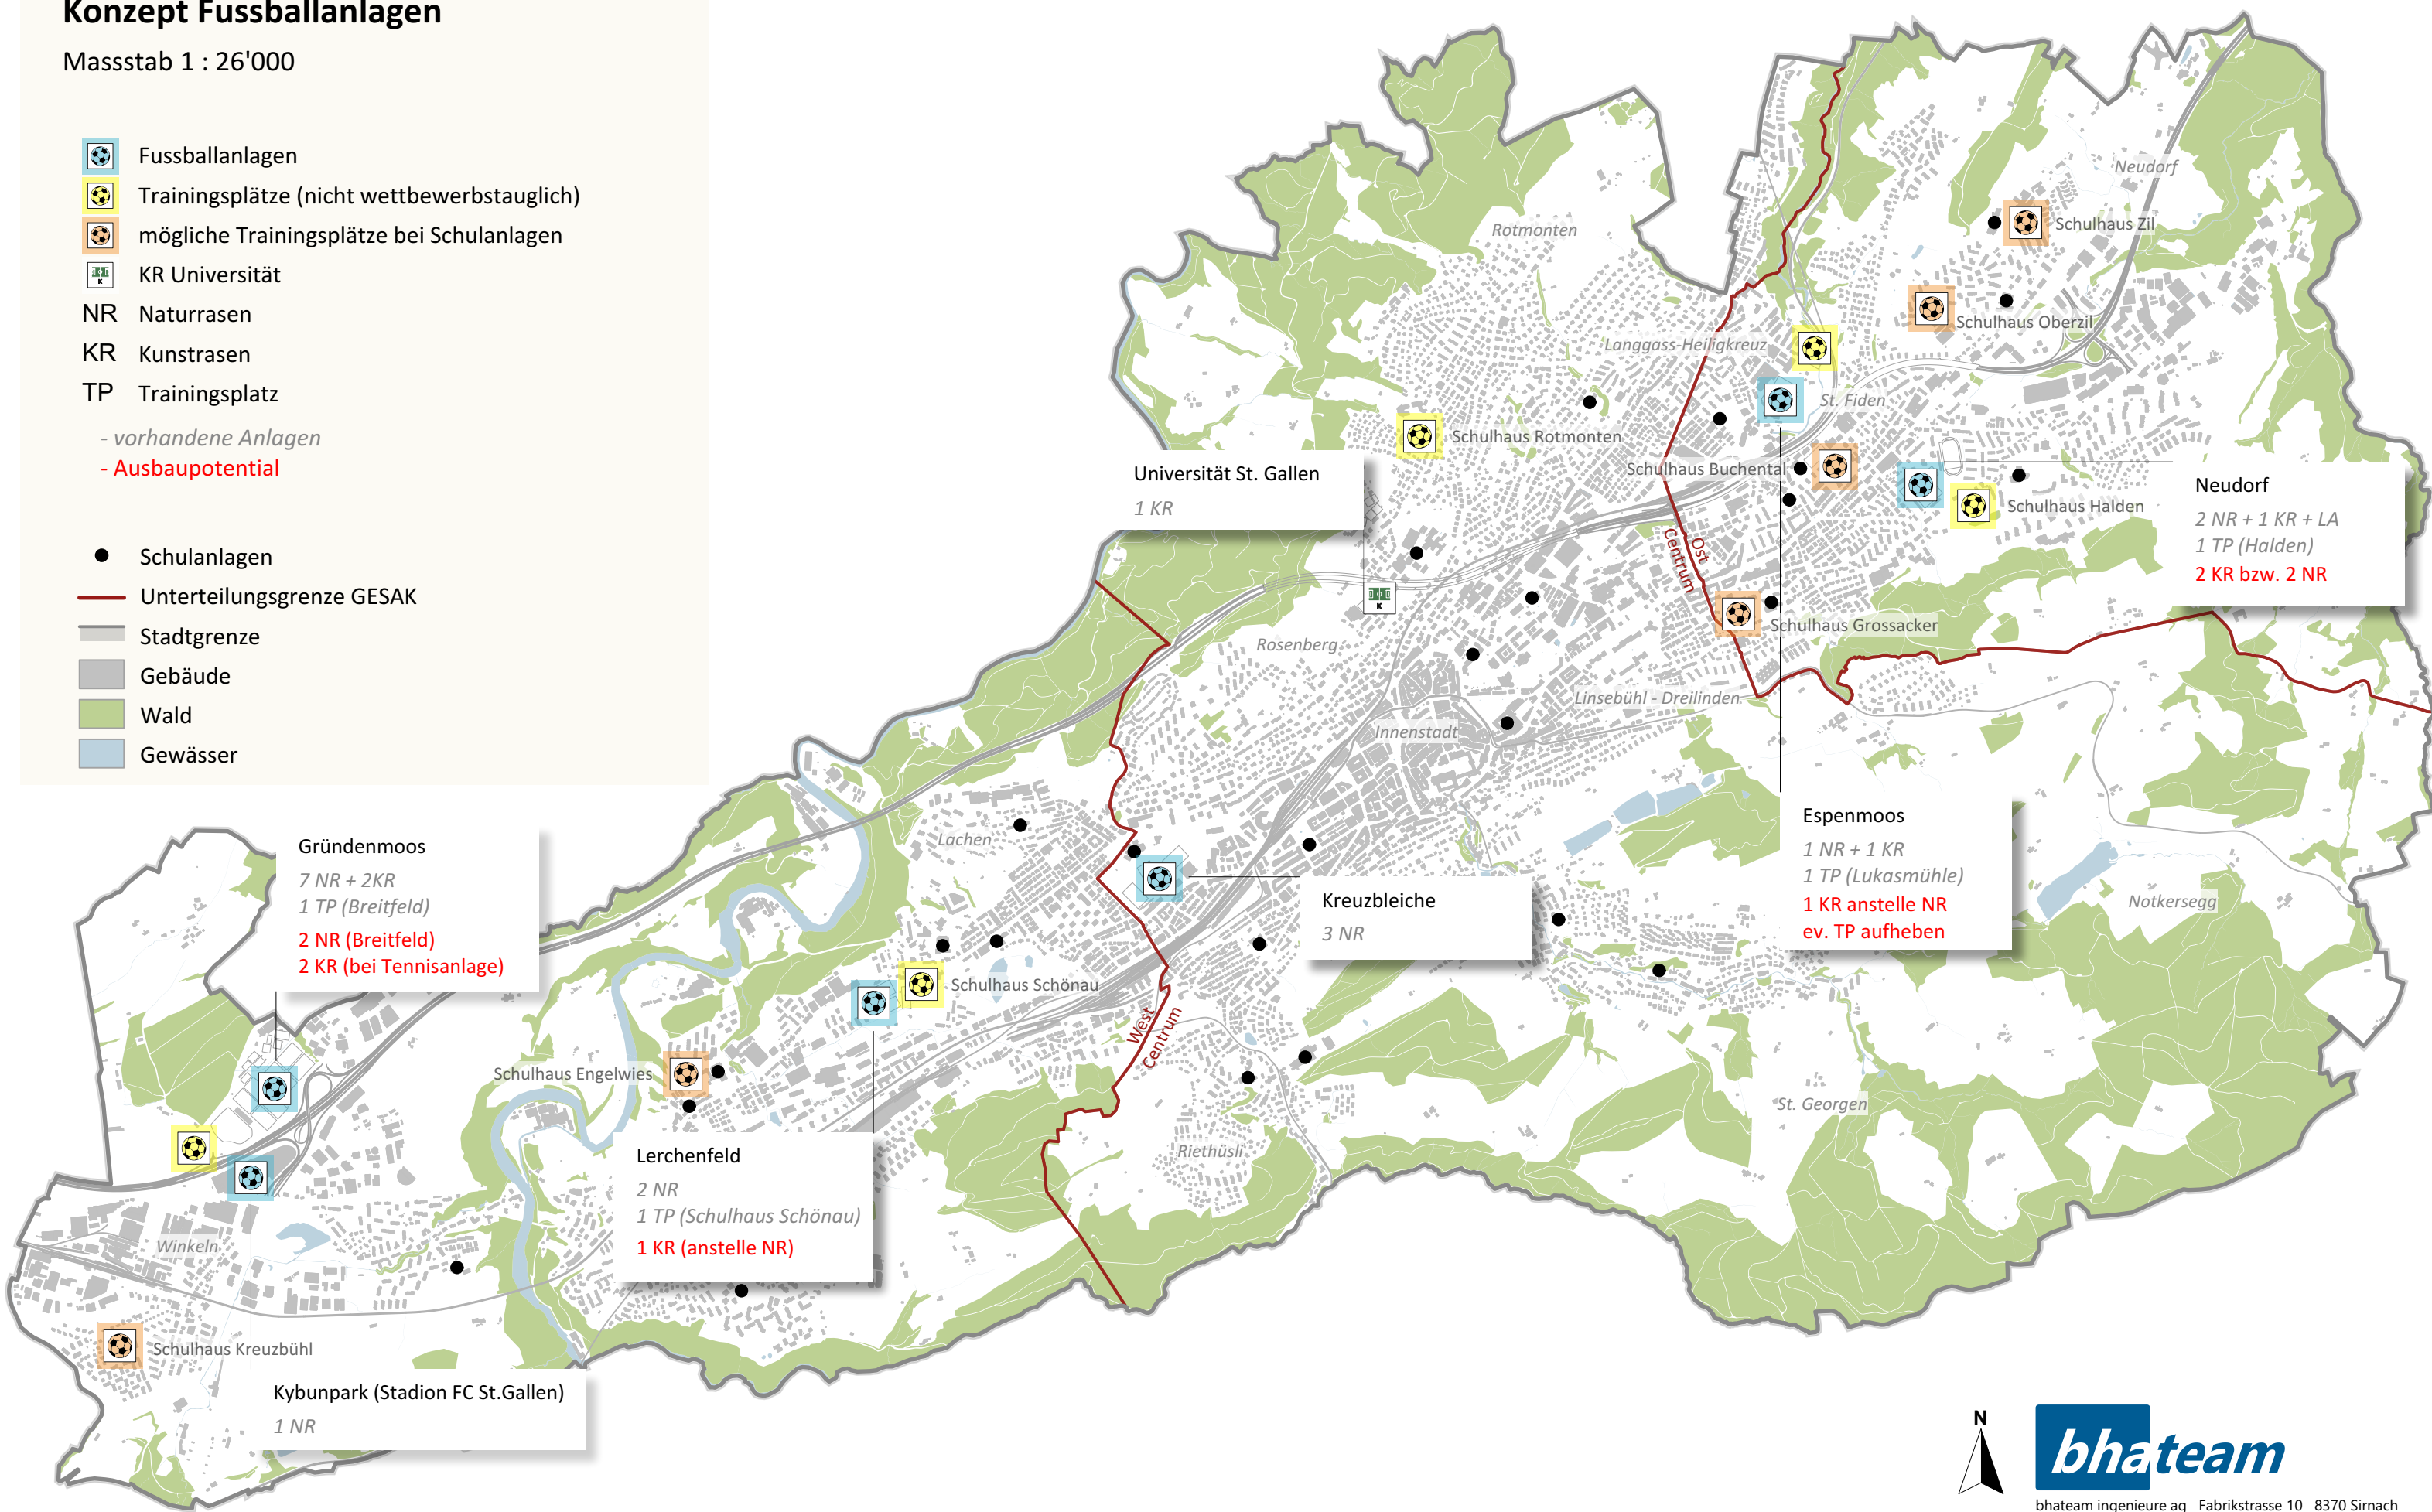 Konzept Fussballanlagen
Massstab 1 : 26'000
Fussballanlagen
Trainingsplätze (nicht wettbewerbstauglich)
mögliche Trainingsplätze bei Schulanlagen
K
KR Universität
NR Naturrasen
KR Kunstrasen
TP Trainingsplatz
- vorhandene Anlagen
- Ausbaupotential
Schulanlagen
Unterteilungsgrenze GESAK
Stadtgrenze
Gebäude
Wald
Gewässer
Neudorf
Schulhaus Zil
Rotmonten
Schulhaus Oberzil
Langgass-Heiligkreuz
St. Fiden
Schulhaus Rotmonten
Schulhaus Buchental
Schulhaus Halden
Universität St. Gallen
1 KR
Neudorf
2 NR + 1 KR + LA
1 TP (Halden)
2 KR bzw. 2 NR
Ost
Centrum
K
Schulhaus Grossacker
Rosenberg
Linsebühl - Dreilinden
Innenstadt
Espenmoos
1 NR + 1 KR
1 TP (Lukasmühle)
1 KR anstelle NR
ev. TP aufheben
Notkersegg
Lachen
Kreuzbleiche
3 NR
Gründenmoos
7 NR + 2KR
1 TP (Breitfeld)
2 NR (Breitfeld)
2 KR (bei Tennisanlage)
Schulhaus Schönau
West
Centrum
Schulhaus Engelwies
St. Georgen
Riethüsli
Lerchenfeld
2 NR
1 TP (Schulhaus Schönau)
1 KR (anstelle NR)
Winkeln
Schulhaus Kreuzbühl
Kybunpark (Stadion FC St.Gallen)
1 NR
N
bhateam
bhateam ingenieure ag Fabrikstrasse 10 8370 Sirnach